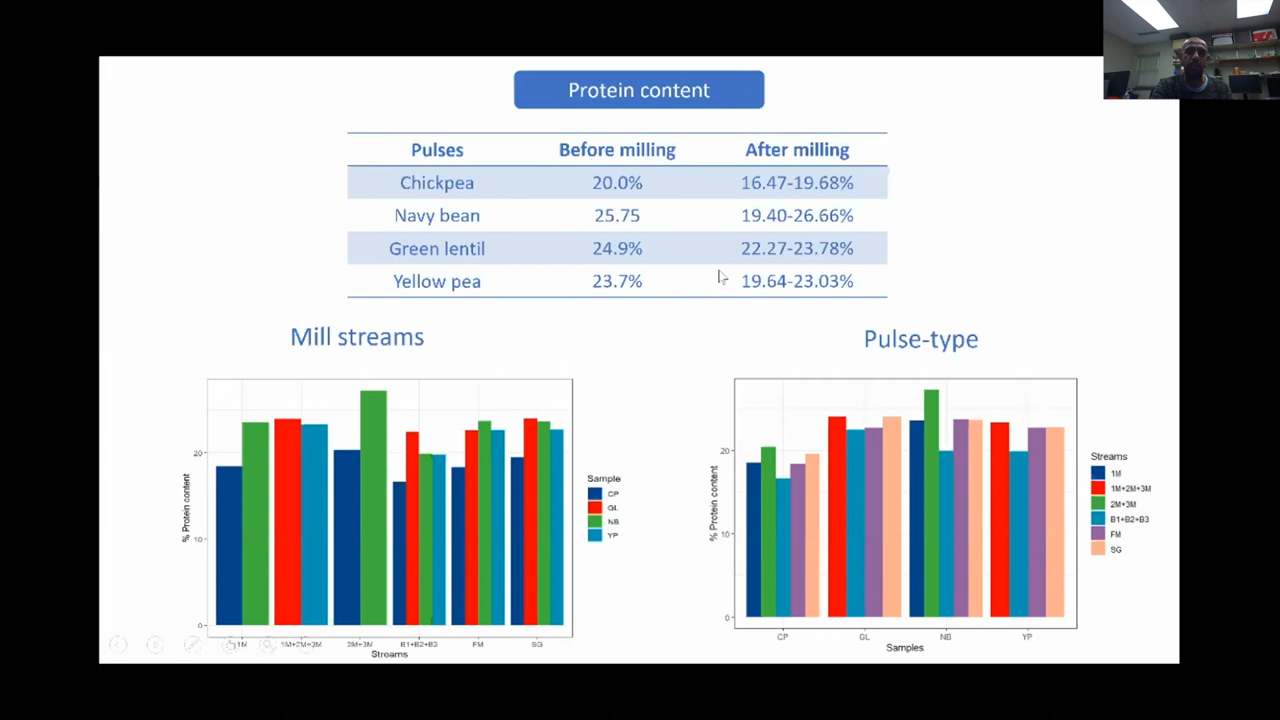 Protein content
Pulses Before milling After milling
Chickpea 20.0% 16.47-19.68%
Navy bean 25.75 19.40-26.66%
Green lentil 24.9% 22.27-23.78%
Yellow pea 23.7% 19.64-23.03%
Mill streams
% Protein content
20
10
0
1M 1M+2M+3M 2M+3M B1+B2+B3 FM SG
Streams
Sample
CP
GL
NB
YP
Pulse-type
% Protein content
20
10
0
CP GL NB YP
Samples
Streams
1M
1M+2M+3M
2M+3M
B1+B2+B3
FM
SG